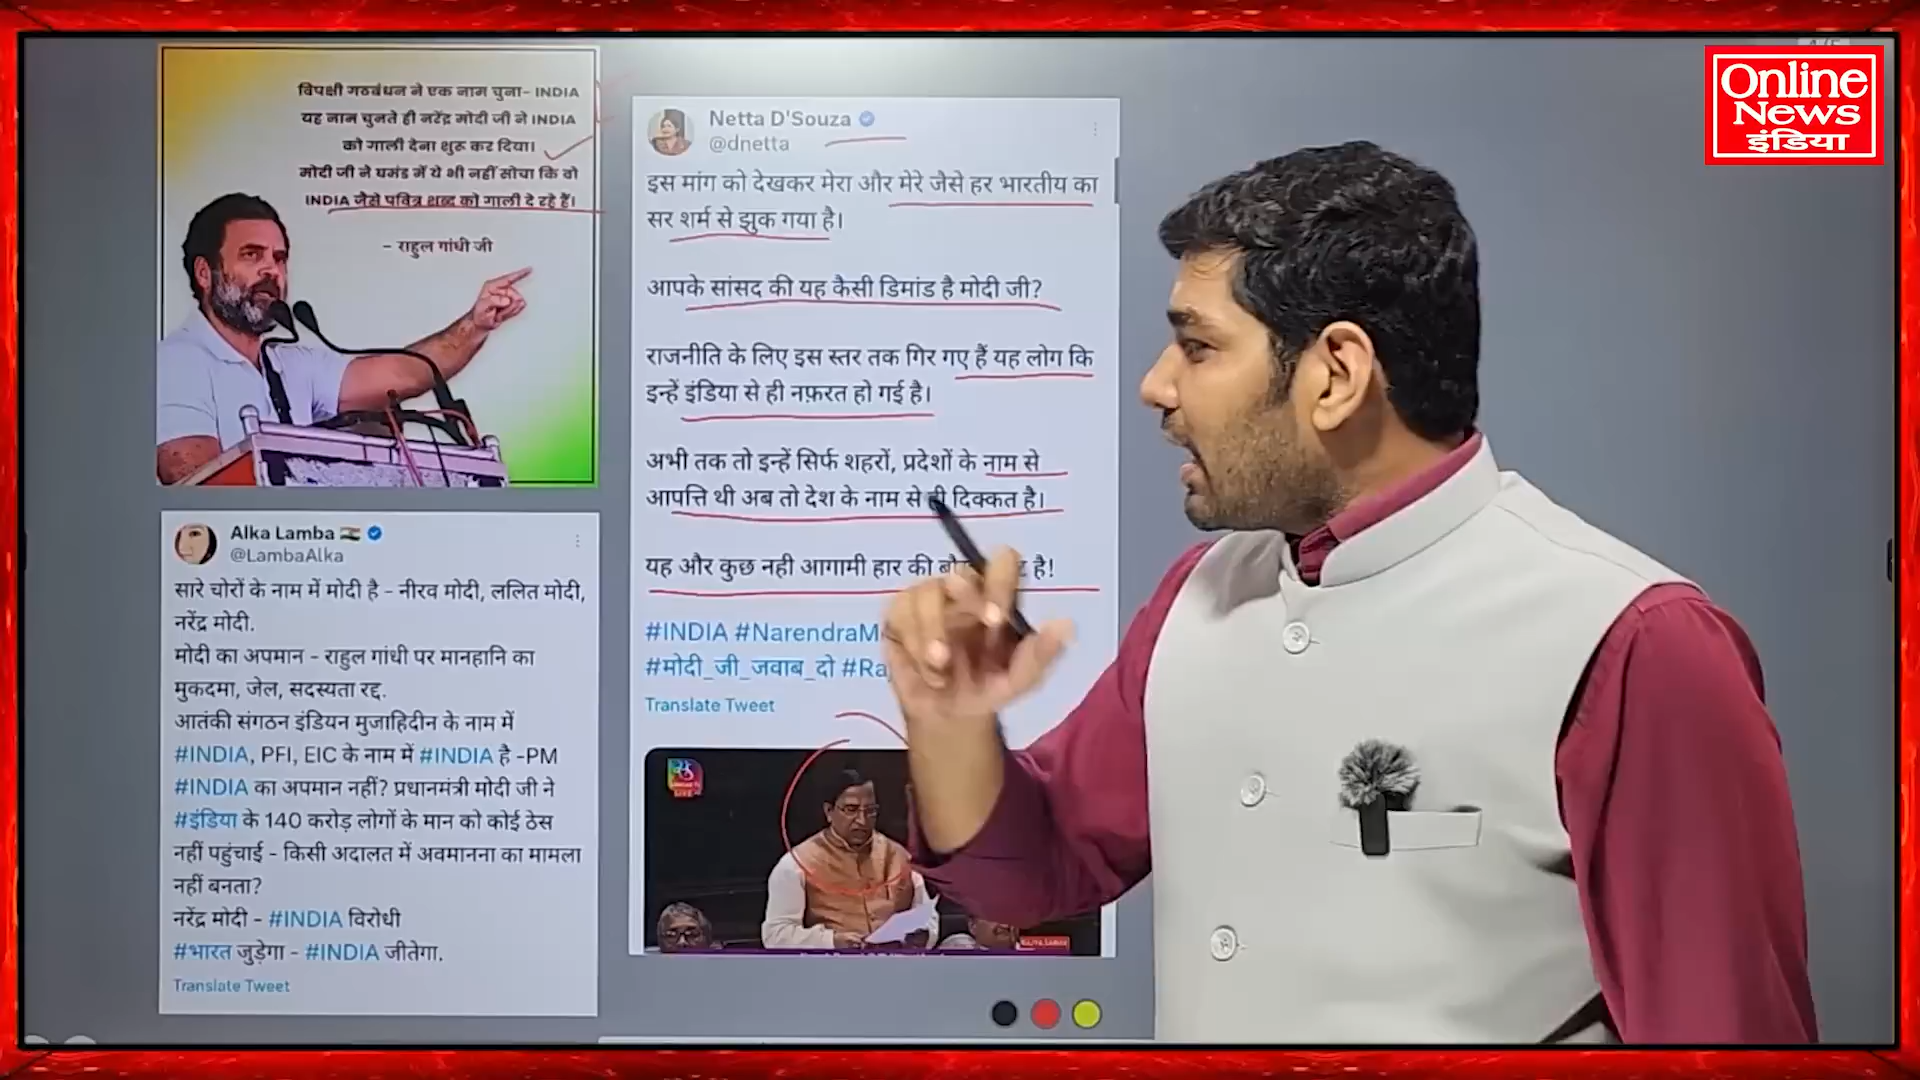 विपक्षी गठबंधन ने एक नाम चुना- INDIA
यह नाम चुनते ही नरेंद्र मोदी जी ने INDIA
को गाली देना शुरू कर दिया।
मोदी जी ने घमंड में ये भी नहीं सोचा कि वो
INDIA जैसे पवित्र शब्द को गाली दे रहे हैं।
- राहुल गांधी जी
Alka Lamba
@LambaAlka
सारे चोरों के नाम में मोदी है - नीरव मोदी, ललित मोदी,
नरेंद्र मोदी.
मोदी का अपमान - राहुल गांधी पर मानहानि का
मुकदमा, जेल, सदस्यता रद्द.
आतंकी संगठन इंडियन मुजाहिदीन के नाम में
#INDIA, PFI, EIC के नाम में #INDIA है -PM
#INDIA का अपमान नहीं? प्रधानमंत्री मोदी जी ने
#इंडिया के 140 करोड़ लोगों के मान को कोई ठेस
नहीं पहुंचाई - किसी अदालत में अवमानना का मामला
नहीं बनता?
नरेंद्र मोदी - #INDIA विरोधी
#भारत जुड़ेगा - #INDIA जीतेगा.
Translate Tweet
Netta D'Souza
@dnetta
इस मांग को देखकर मेरा और मेरे जैसे हर भारतीय का
सर शर्म से झुक गया है।
आपके सांसद की यह कैसी डिमांड है मोदी जी?
राजनीति के लिए इस स्तर तक गिर गए हैं यह लोग कि
इन्हें इंडिया से ही नफ़रत हो गई है।
अभी तक तो इन्हें सिर्फ शहरों, प्रदेशों के नाम से
आपत्ति थी अब तो देश के नाम से ही दिक्कत है।
यह और कुछ नही आगामी हार की है!
#INDIA
#मोदी_जी_जवाब_दो
Translate Tweet
Online
News
इंडिया